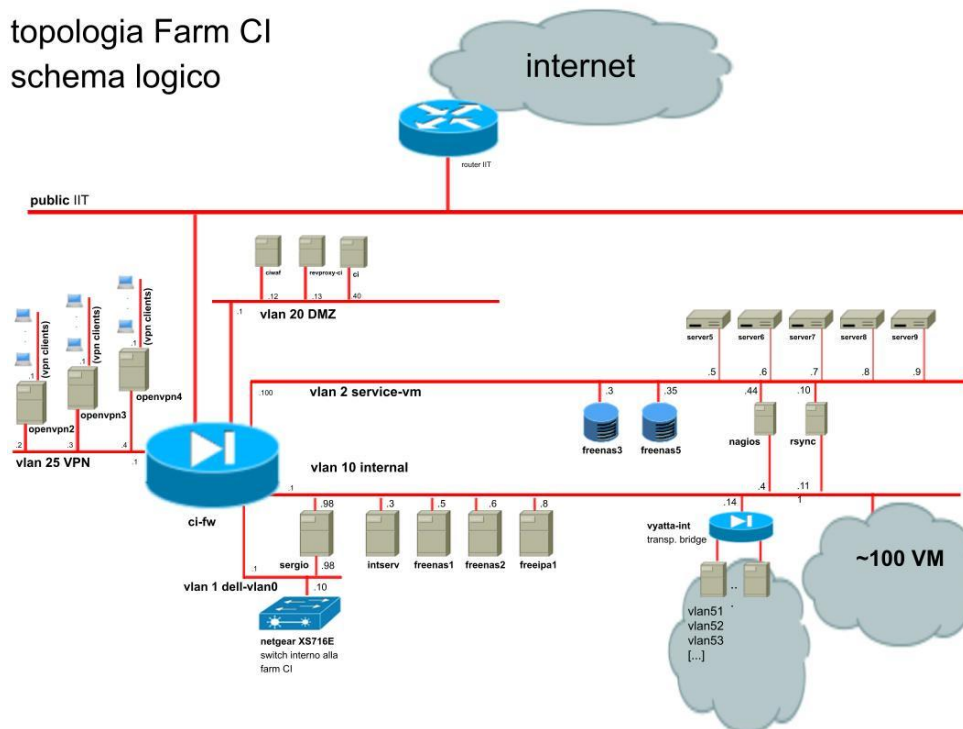 topologia Farm CI
schema logico
internet
router IIT
public IIT
ciwaf
revproxy-ci
ci
.12
.13
.40
.1
vlan 20 DMZ
(vpn clients)
(vpn clients)
(vpn clients)
.1
.1
.1
openvpn2
openvpn3
openvpn4
.2
.3
.4
.1
vlan 25 VPN
server5
server6
server7
server8
server9
.5
.6
.7
.8
.9
.100
vlan 2 service-vm
.3
.35
.44
.10
freenas3
freenas5
nagios
rsync
.4
.11
1
vlan 10 internal
.1
ci-fw
.98
.3
.5
.6
.8
.14
sergio
intserv
freenas1
freenas2
freeipa1
vyatta-int
transp. bridge
~100 VM
.1
.98
vlan 1 dell-vlan0
.10
netgear XS716E
switch interno alla
farm CI
..
.
vlan51
vlan52
vlan53
[...]